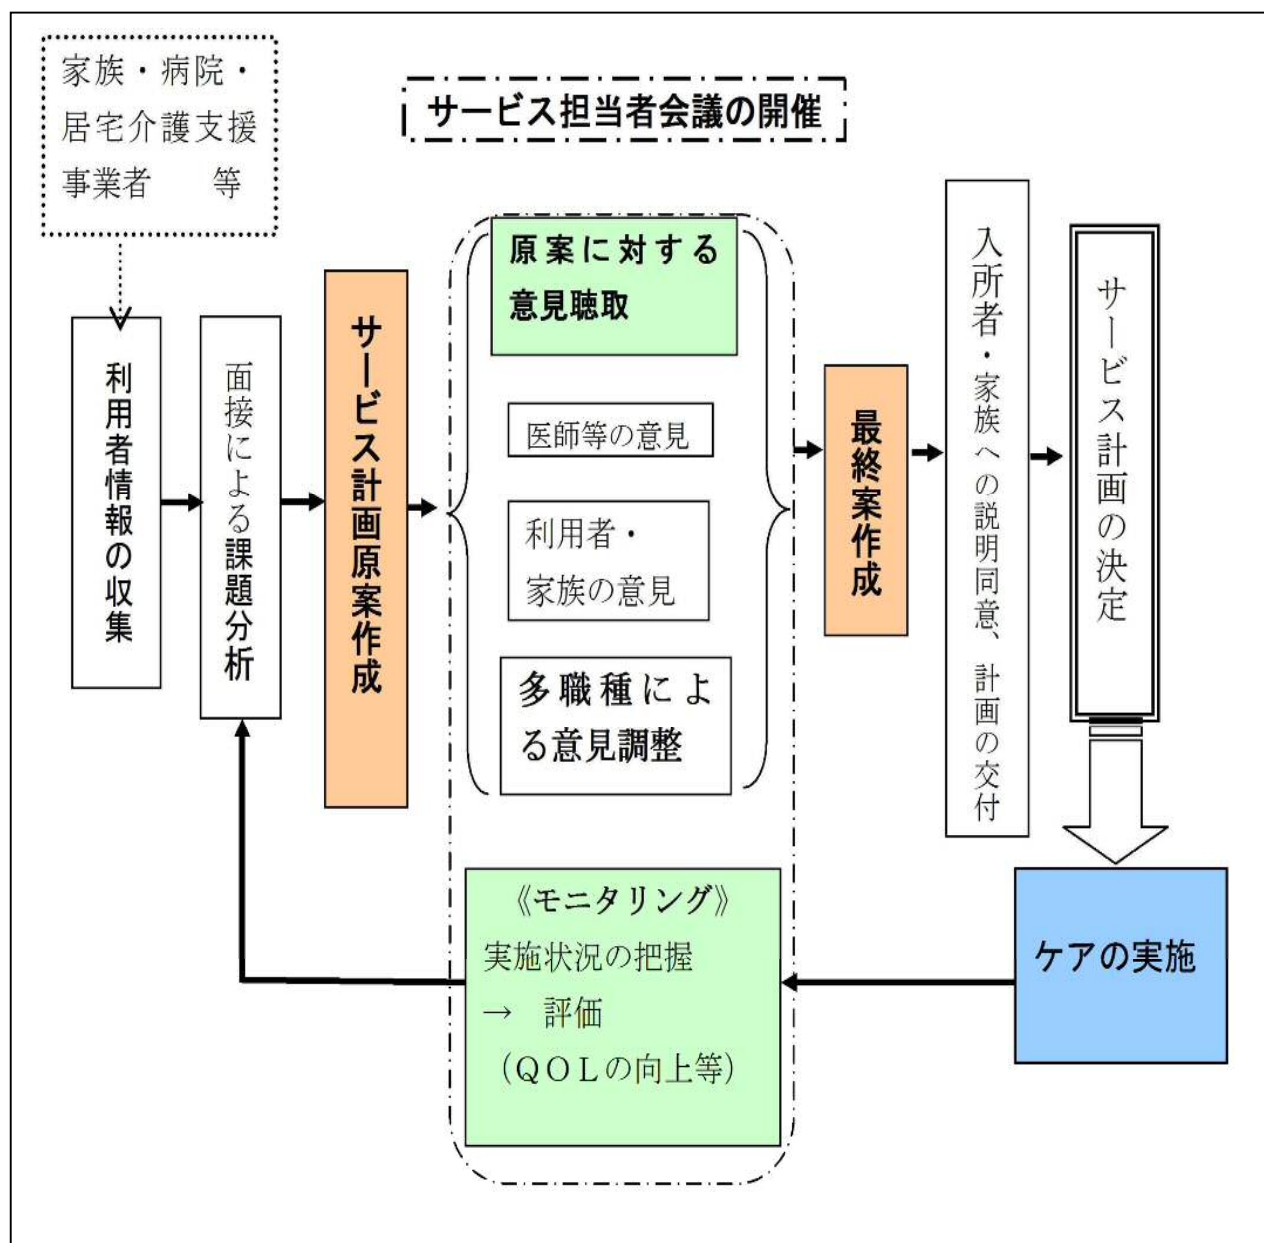 家族・病院・
居宅介護支援
事業者　　等
サービス担当者会議の開催
利用者情報の収集
面接による課題分析
サービス計画原案作成
原案に対する
意見聴取
医師等の意見
利用者・
家族の意見
多職種によ
る意見調整
最終案作成
入所者・家族への説明同意、計画の交付
サービス計画の決定
ケアの実施
《モニタリング》
実施状況の把握
→　評価
（ＱＯＬの向上等）